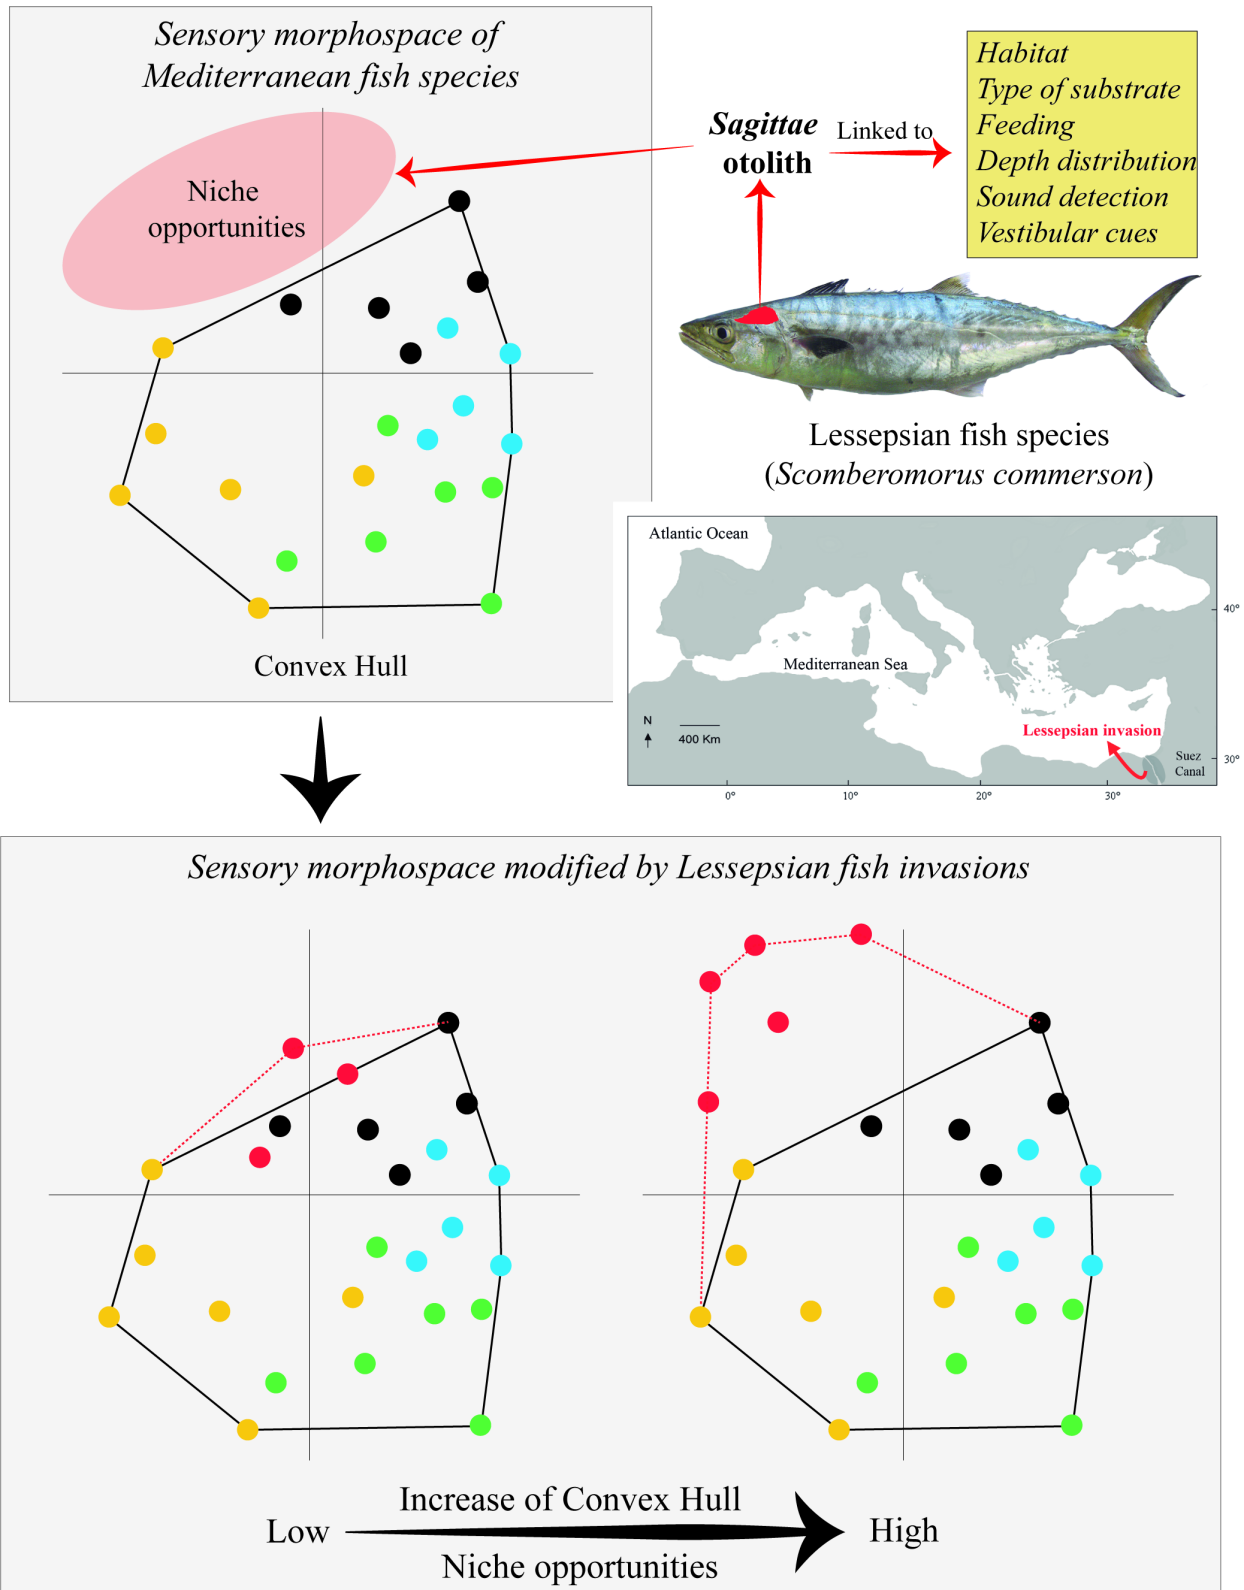 Sensory morphospace of
Mediterranean fish species
Niche
opportunities
Convex Hull
Sagittae
otolith
Linked to
Habitat
Type of substrate
Feeding
Depth distribution
Sound detection
Vestibular cues
Lessepsian fish species
(Scomberomorus commerson)
Atlantic Ocean
Mediterranean Sea
N
400 Km
Lessepsian invasion
Suez
Canal
40°
30°
0°
10°
20°
30°
Sensory morphospace modified by Lessepsian fish invasions
Increase of Convex Hull
Low
High
Niche opportunities